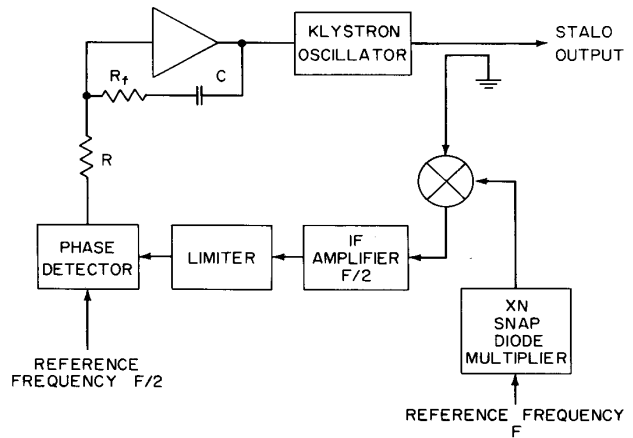 KLYSTRON
OSCILLATOR
STALO
OUTPUT
C
Rf
R
PHASE
DETECTOR
LIMITER
IF
AMPLIFIER
F/2
XN
SNAP
DIODE
MULTIPLIER
REFERENCE
FREQUENCY F/2
REFERENCE FREQUENCY
F